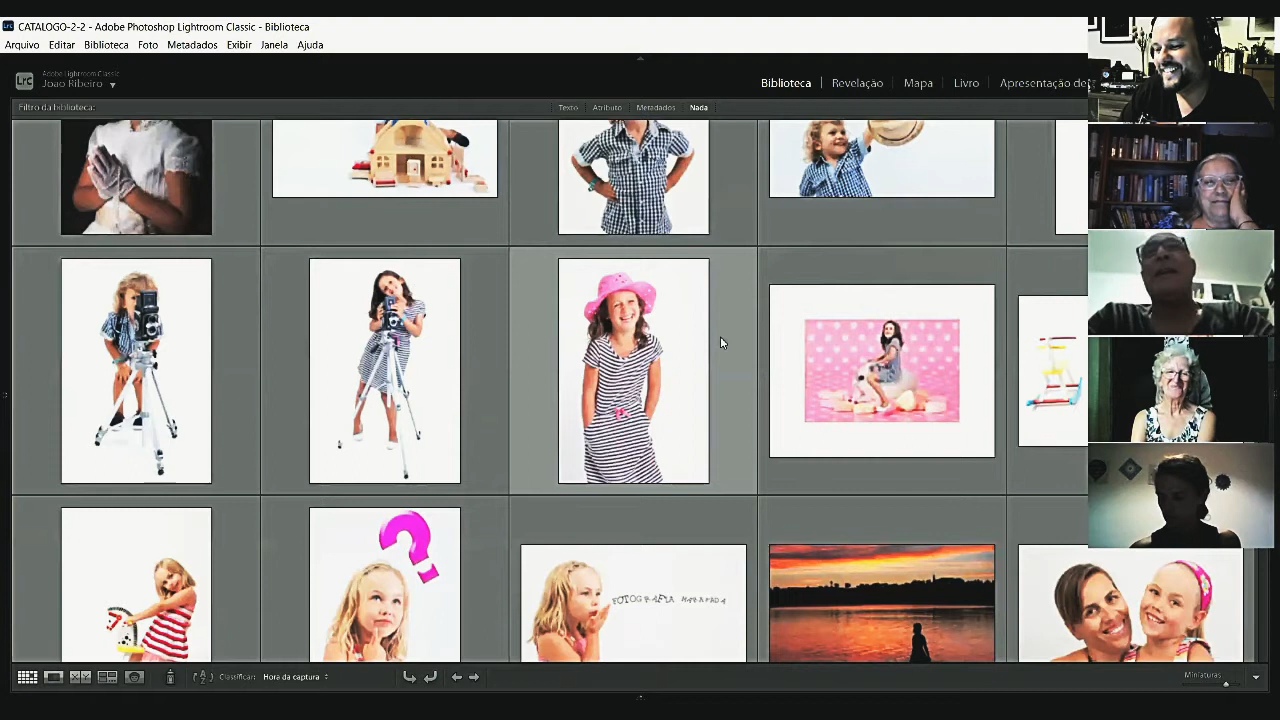 CATALOGO-2-2 - Adobe Photoshop Lightroom Classic - Biblioteca
Arquivo Editar Biblioteca Foto Metadados Exibir Janela Ajuda
Adobe Lightroom Classic
Joao Ribeiro
Biblioteca Revelação Mapa Livro Apresentação de
Filtro da biblioteca:
Texto Atributo Metadados Nada
?
FOTOGRAFIA
Classificar: Hora da captura
Miniaturas